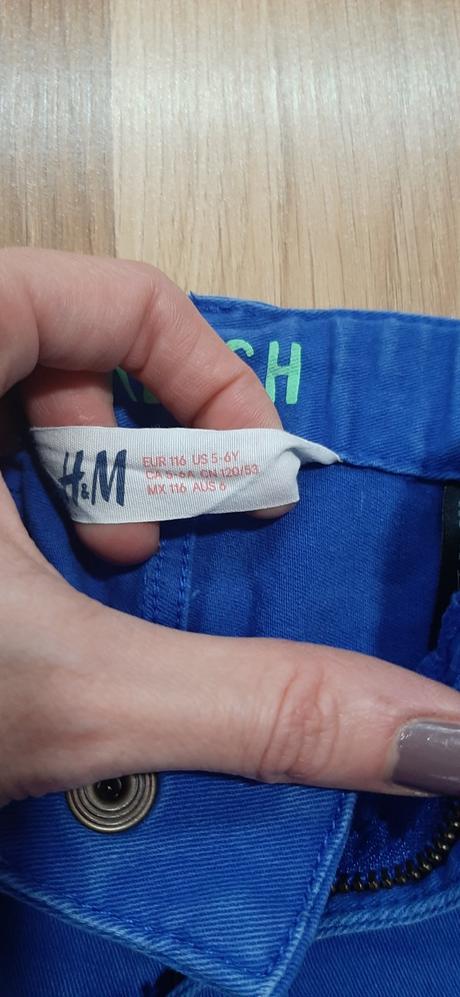 H&M
EUR 116 US 5-6Y
CA 5-6A CN 120/53
MX 116 AUS 6